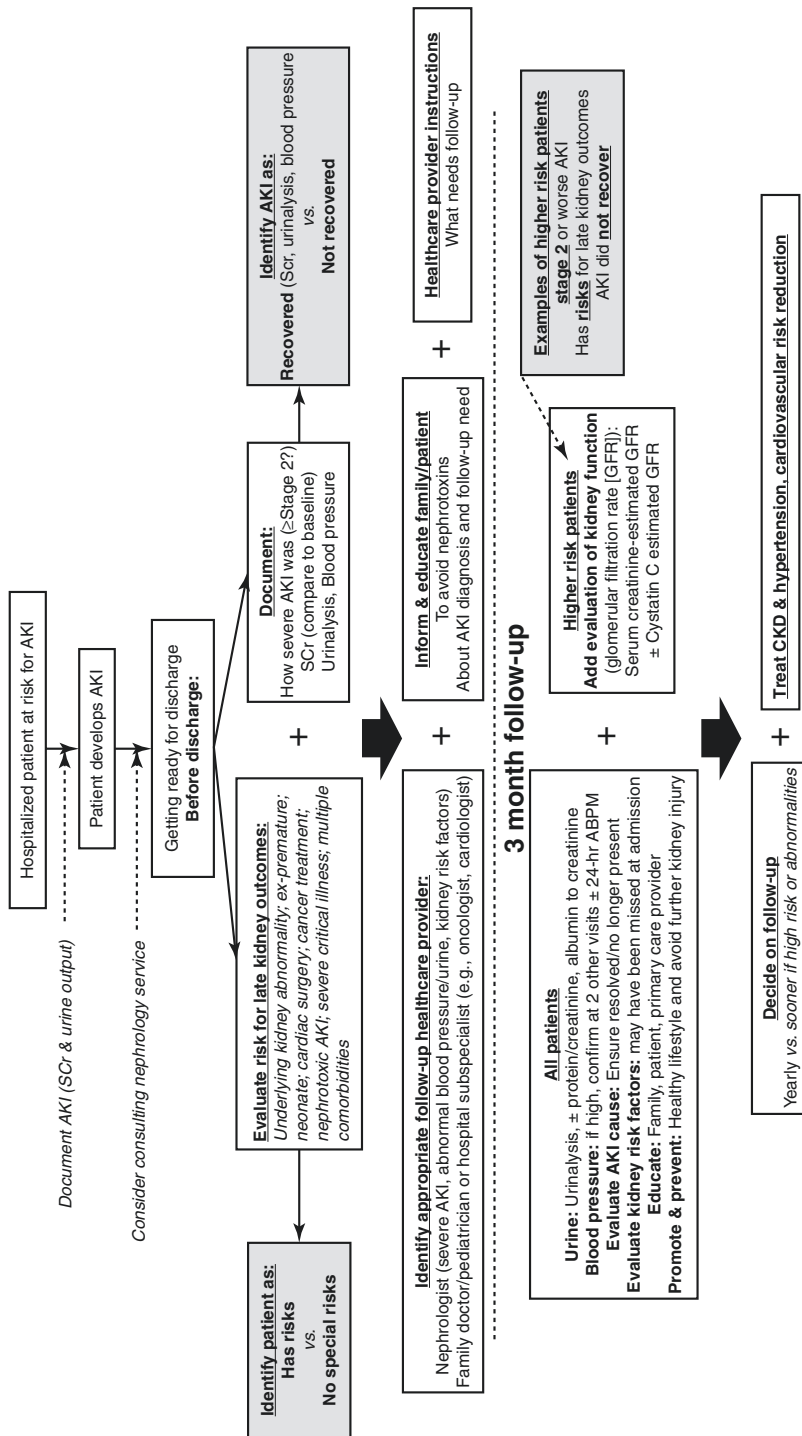 Hospitalized patient at risk for AKI
Document AKI (SCr & urine output)
Patient develops AKI
Consider consulting nephrology service
Getting ready for discharge
Before discharge:
Identify patient as:
Has risks
vs.
No special risks
Evaluate risk for late kidney outcomes:
Underlying kidney abnormality; ex-premature;
neonate; cardiac surgery; cancer treatment;
nephrotoxic AKI; severe critical illness; multiple
comorbidities
+
Document:
How severe AKI was (≥Stage 2?)
SCr (compare to baseline)
Urinalysis, Blood pressure
Identify AKI as:
Recovered (Scr, urinalysis, blood pressure
vs.
Not recovered
Identify appropriate follow-up healthcare provider:
Nephrologist (severe AKI, abnormal blood pressure/urine, kidney risk factors)
Family doctor/pediatrician or hospital subspecialist (e.g., oncologist, cardiologist)
+
Inform & educate family/patient
To avoid nephrotoxins
About AKI diagnosis and follow-up need
+
Healthcare provider instructions
What needs follow-up
3 month follow-up
All patients
Urine: Urinalysis, ± protein/creatinine, albumin to creatinine
Blood pressure: if high, confirm at 2 other visits ± 24-hr ABPM
Evaluate AKI cause: Ensure resolved/no longer present
Evaluate kidney risk factors: may have been missed at admission
Educate: Family, patient, primary care provider
Promote & prevent: Healthy lifestyle and avoid further kidney injury
+
Higher risk patients
Add evaluation of kidney function
(glomerular filtration rate [GFR]):
Serum creatinine-estimated GFR
± Cystatin C estimated GFR
Examples of higher risk patients
stage 2 or worse AKI
Has risks for late kidney outcomes
AKI did not recover
Decide on follow-up
Yearly vs. sooner if high risk or abnormalities
+
Treat CKD & hypertension, cardiovascular risk reduction